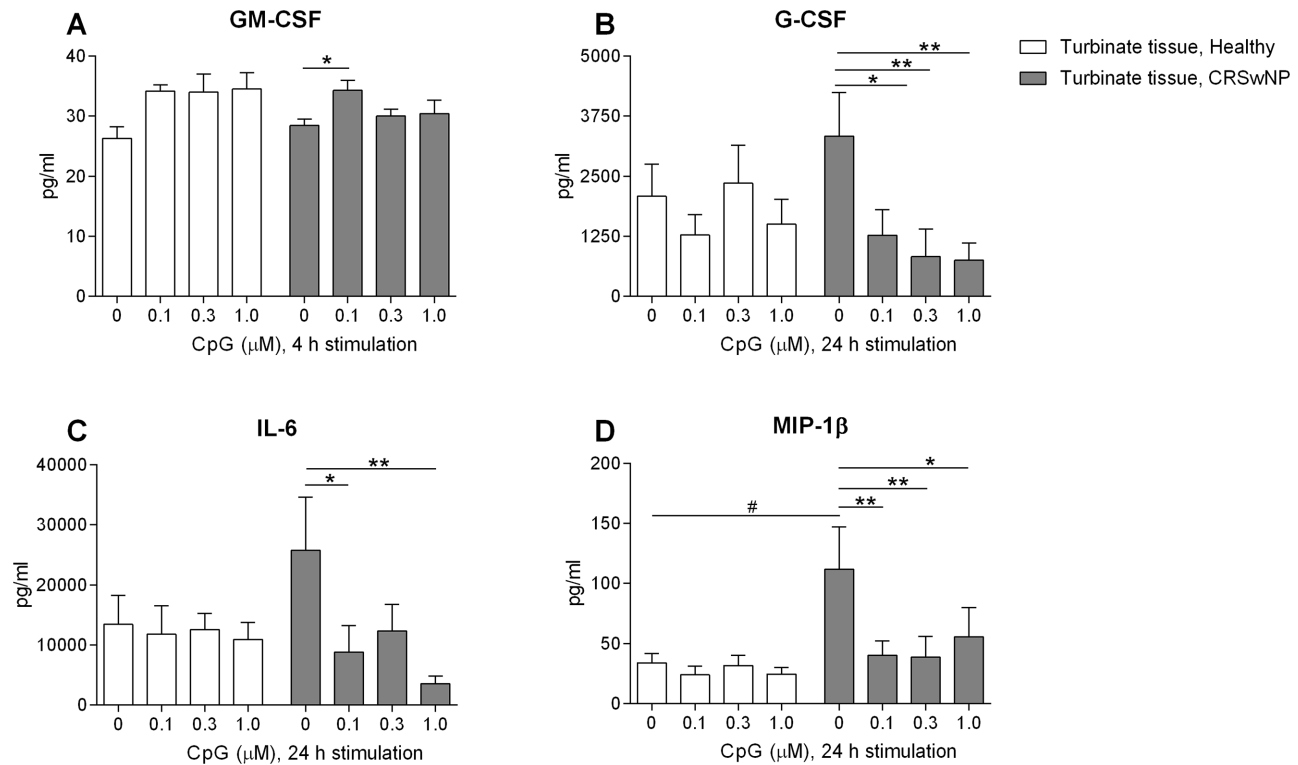 A
GM-CSF
40
30
20
10
0
pg/ml
*
0 0.1 0.3 1.0 0 0.1 0.3 1.0
CpG (μM), 4 h stimulation
B
G-CSF
5000
3750
2500
1250
0
pg/ml
**
**
*
0 0.1 0.3 1.0 0 0.1 0.3 1.0
CpG (μM), 24 h stimulation
Turbinate tissue, Healthy
Turbinate tissue, CRSwNP
C
IL-6
40000
30000
20000
10000
0
pg/ml
**
*
0 0.1 0.3 1.0 0 0.1 0.3 1.0
CpG (μM), 24 h stimulation
D
MIP-1β
200
150
100
50
0
pg/ml
*
**
**
#
0 0.1 0.3 1.0 0 0.1 0.3 1.0
CpG (μM), 24 h stimulation